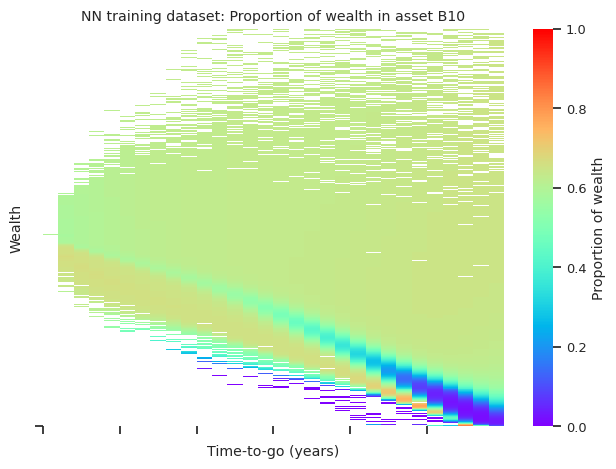 NN training dataset: Proportion of wealth in asset B10
Wealth
Time-to-go (years)
1.0
0.8
0.6
0.4
0.2
0.0
Proportion of wealth